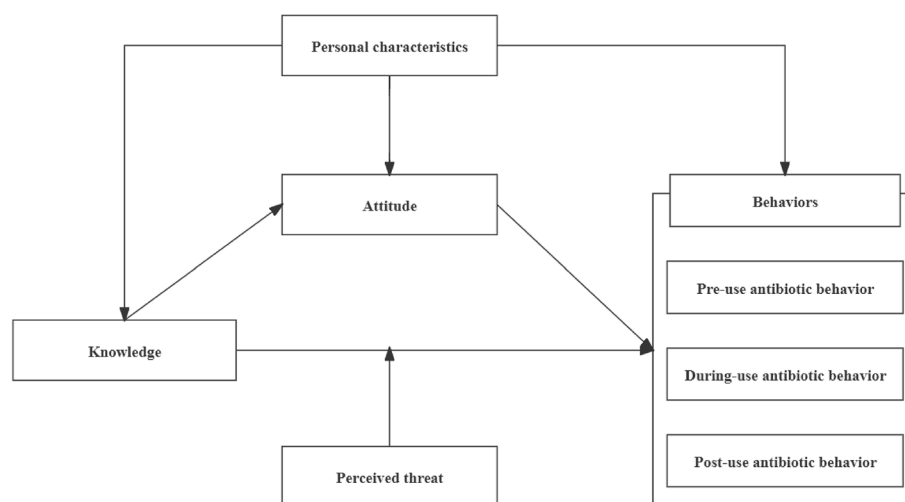 Personal characteristics
Attitude
Behaviors
Pre-use antibiotic behavior
Knowledge
During-use antibiotic behavior
Perceived threat
Post-use antibiotic behavior